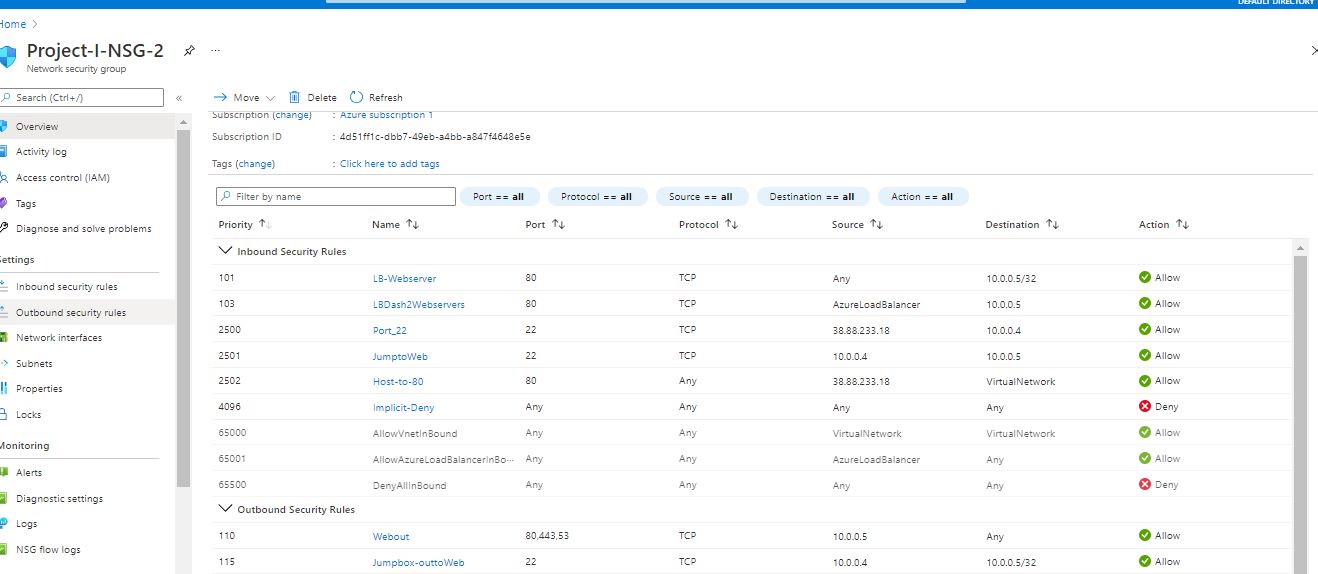 DEFAULT DIRECTORY
Home >
Project-I-NSG-2 ...
Network security group
Search (Ctrl+/) «
Overview
Activity log
Access control (IAM)
Tags
Diagnose and solve problems
Settings
Inbound security rules
Outbound security rules
Network interfaces
Subnets
Properties
Locks
Monitoring
Alerts
Diagnostic settings
Logs
NSG flow logs
Move Delete Refresh
Subscription (change) : Azure subscription 1
Subscription ID : 4d51ff1c-dbb7-49eb-a4bb-a847f4648e5e
Tags (change) : Click here to add tags
Filter by name Port == all Protocol == all Source == all Destination == all Action == all
Priority ↑↓ Name ↑↓ Port ↑↓ Protocol ↑↓ Source ↑↓ Destination ↑↓ Action ↑↓
Inbound Security Rules
101 LB-Webserver 80 TCP Any 10.0.0.5/32 Allow
103 LBDash2Webservers 80 TCP AzureLoadBalancer 10.0.0.5 Allow
2500 Port_22 22 TCP 38.88.233.18 10.0.0.4 Allow
2501 JumptoWeb 22 TCP 10.0.0.4 10.0.0.5 Allow
2502 Host-to-80 80 Any 38.88.233.18 VirtualNetwork Allow
4096 Implicit-Deny Any Any Any Any Deny
65000 AllowVnetInBound Any Any VirtualNetwork VirtualNetwork Allow
65001 AllowAzureLoadBalancerInBo... Any Any AzureLoadBalancer Any Allow
65500 DenyAllInBound Any Any Any Any Deny
Outbound Security Rules
110 Webout 80,443,53 TCP 10.0.0.5 Any Allow
115 Jumpbox-outtoWeb 22 TCP 10.0.0.4 10.0.0.5/32 Allow